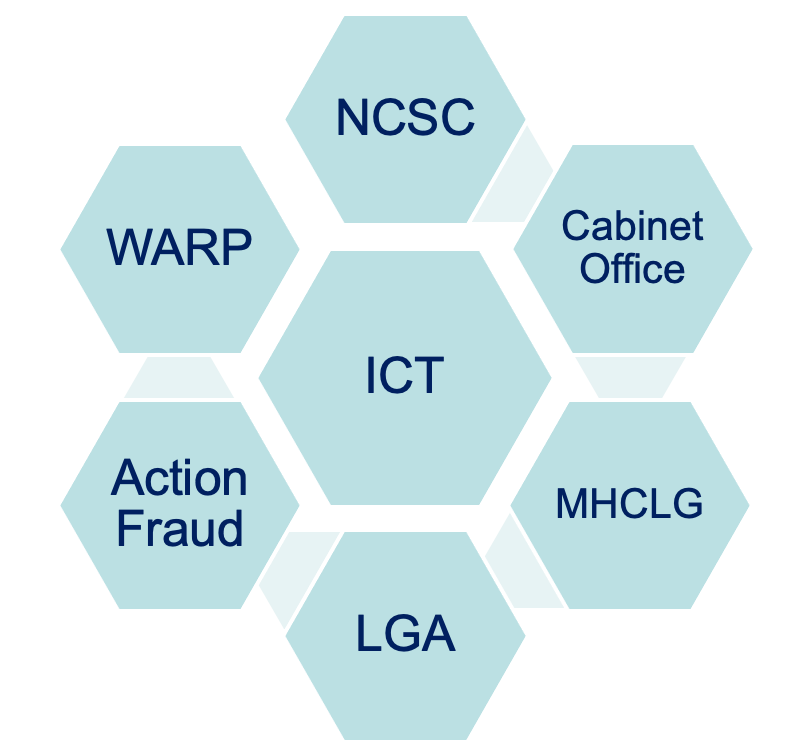 NCSC
Cabinet
Office
WARP
ICT
Action
Fraud
MHCLG
LGA